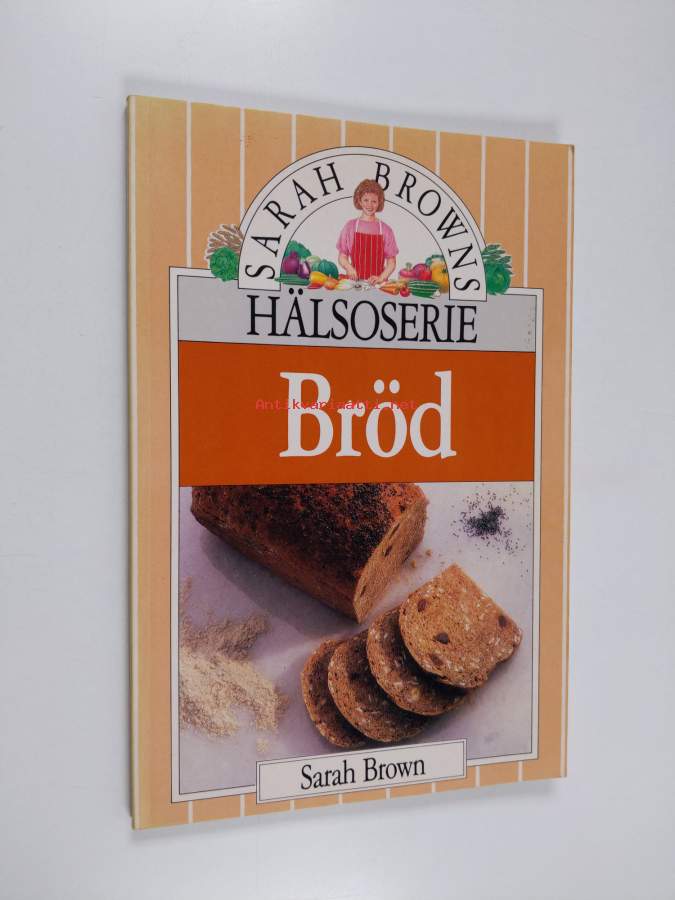 SARAH BROWNS
HÄLSOSERIE
Bröd
Antikvariaatti.net
Sarah Brown